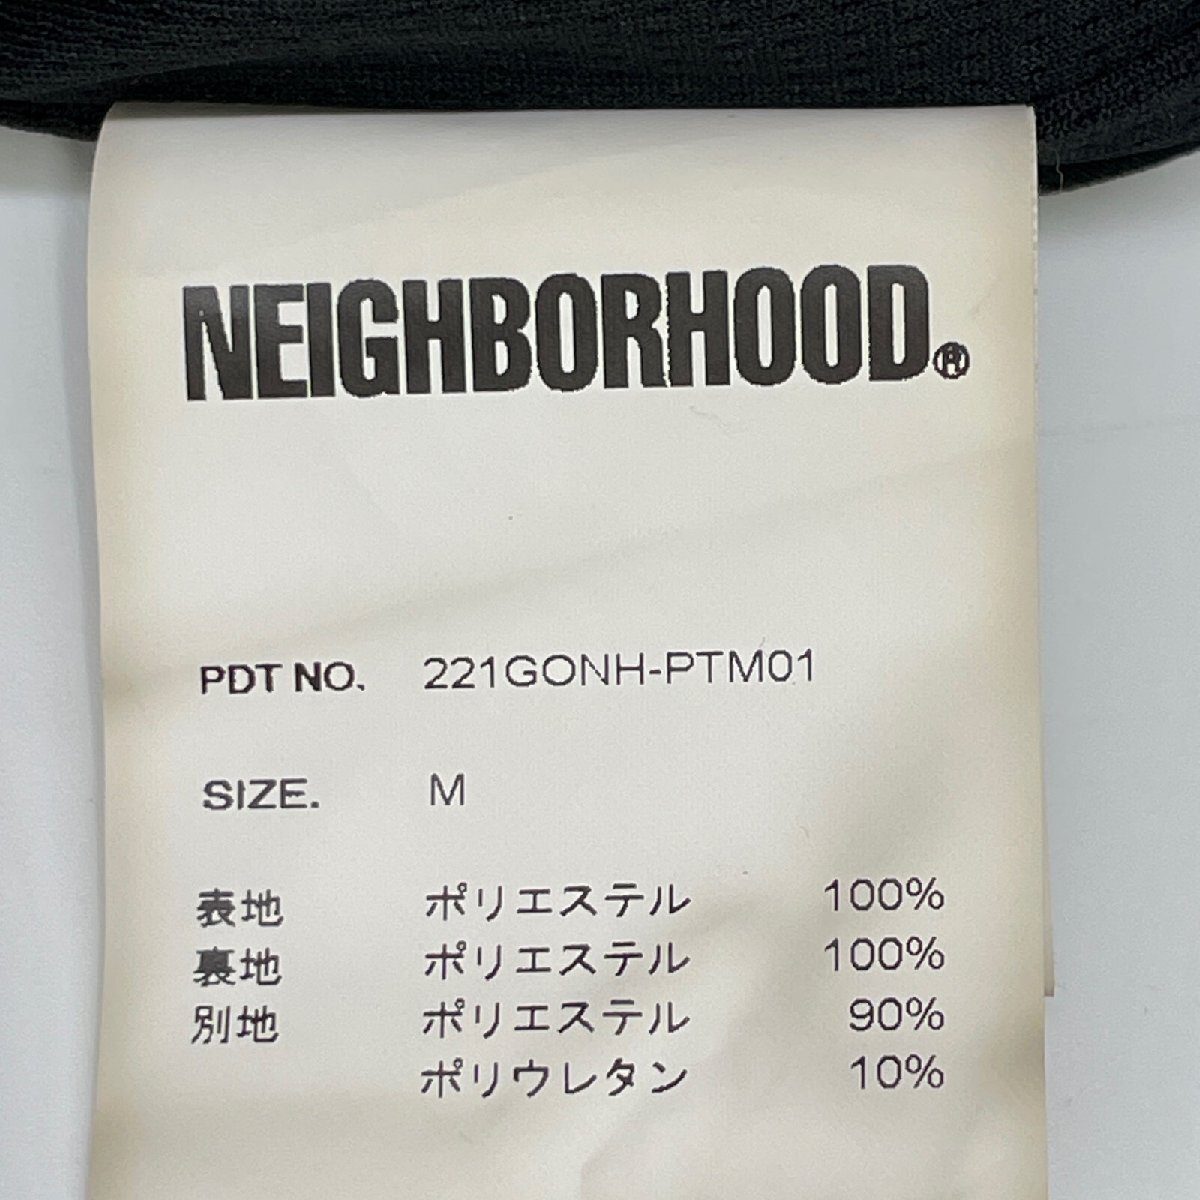 NEIGHBORHOOD®
PDT NO. 221GONH-PTM01
SIZE. M
表地 ポリエステル 100%
裏地 ポリエステル 100%
別地 ポリエステル 90%
ポリウレタン 10%